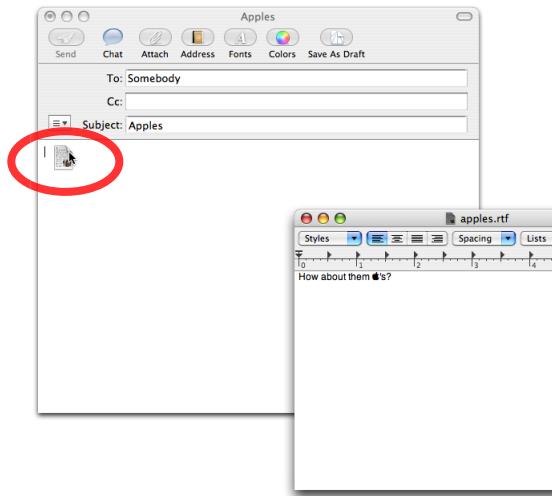 Apples
Send Chat Attach Address Fonts Colors Save As Draft
To: Somebody
Cc:
Subject: Apples
apples.rtf
Styles Spacing Lists
0 1 2 3 4
How about them 's?